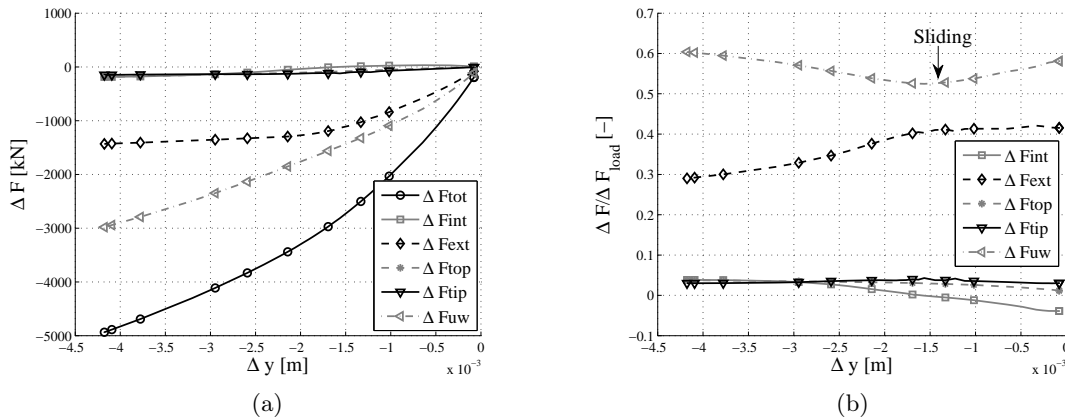 1000
0
−1000
−2000
−3000
−4000
−5000
Δ F [kN]
−4.5 −4 −3.5 −3 −2.5 −2 −1.5 −1 −0.5 0
x 10⁻³
Δ y [m]
Δ Ftot
Δ Fint
Δ Fext
Δ Ftop
Δ Ftip
Δ Fuw
(a)
0.7
0.6
0.5
0.4
0.3
0.2
0.1
0
−0.1
Δ F/Δ F_load [−]
Sliding
−4.5 −4 −3.5 −3 −2.5 −2 −1.5 −1 −0.5 0
x 10⁻³
Δ y [m]
Δ Fint
Δ Fext
Δ Ftop
Δ Ftip
Δ Fuw
(b)